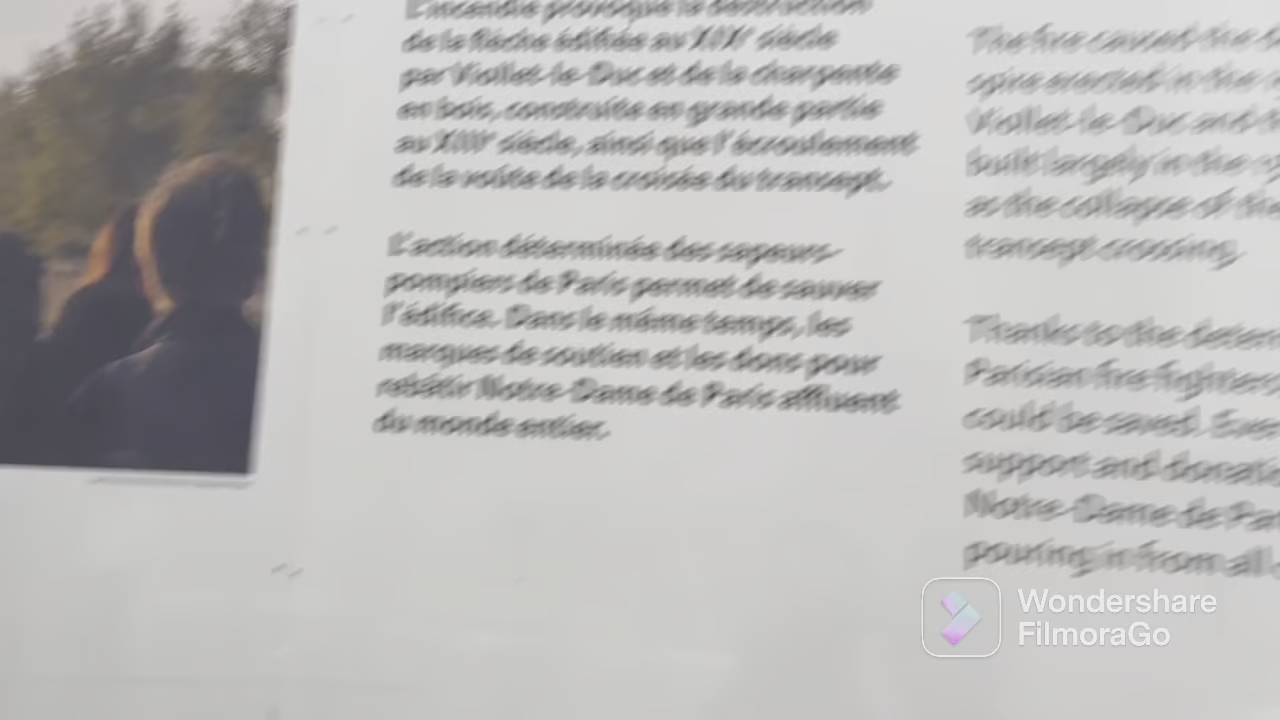 L'incendie provoque la destruction
de la flèche édifiée au XIXe siècle
par Viollet-le-Duc et de la charpente
en bois, construite en grande partie
au XIIIe siècle, ainsi que l'écroulement
de la voûte de la croisée du transept.
L'action déterminée des sapeurs-
pompiers de Paris permet de sauver
l'édifice. Dans le même temps, les
marques de soutien et les dons pour
rebâtir Notre-Dame de Paris affluent
du monde entier.
The fire caused the
spire erected in the
Viollet-le-Duc and
built largely in the
as the collapse of the
transept crossing.
Thanks to the
Parisian firefighters
could be saved.
support and
Notre-Dame de
pouring in from all
Wondershare
FilmoraGo